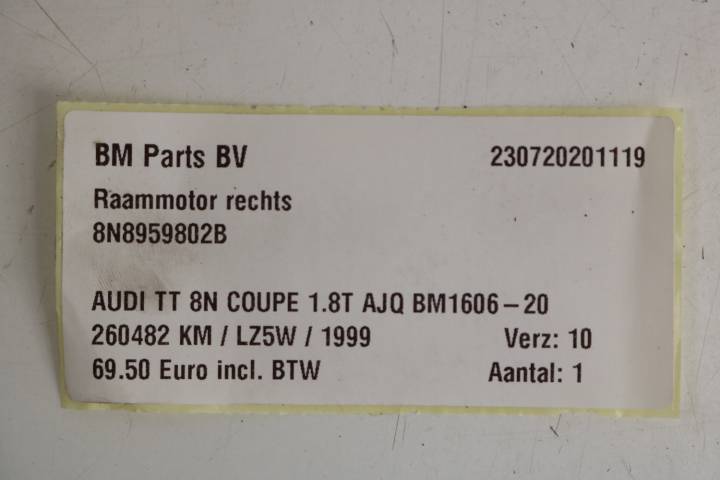 BM Parts BV 230720201119
Raammotor rechts
8N8959802B
AUDI TT 8N COUPE 1.8T AJQ BM1606-20
260482 KM / LZ5W / 1999 Verz: 10
69.50 Euro incl. BTW Aantal: 1